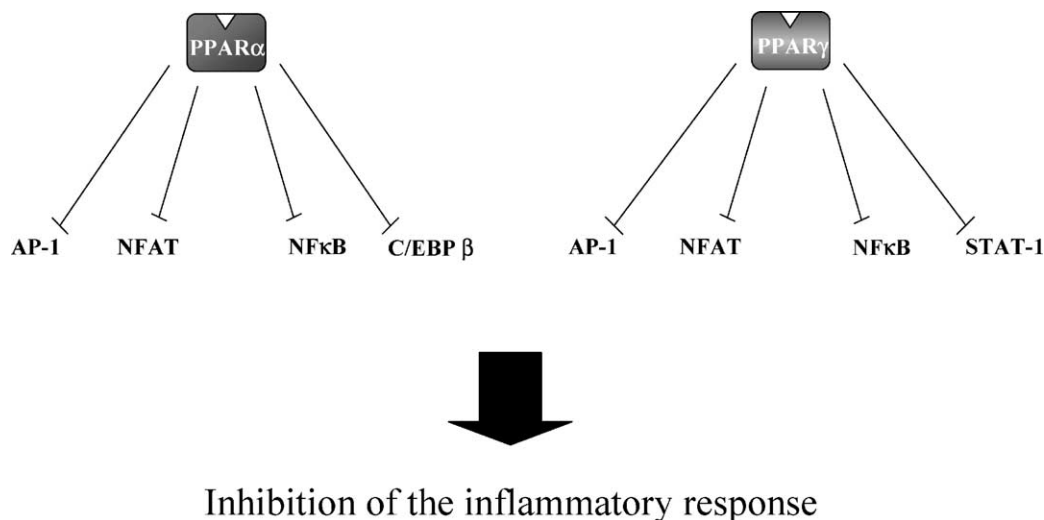 PPARα PPARγ
AP-1 NFAT NFκB C/EBP β AP-1 NFAT NFκB STAT-1
Inhibition of the inflammatory response